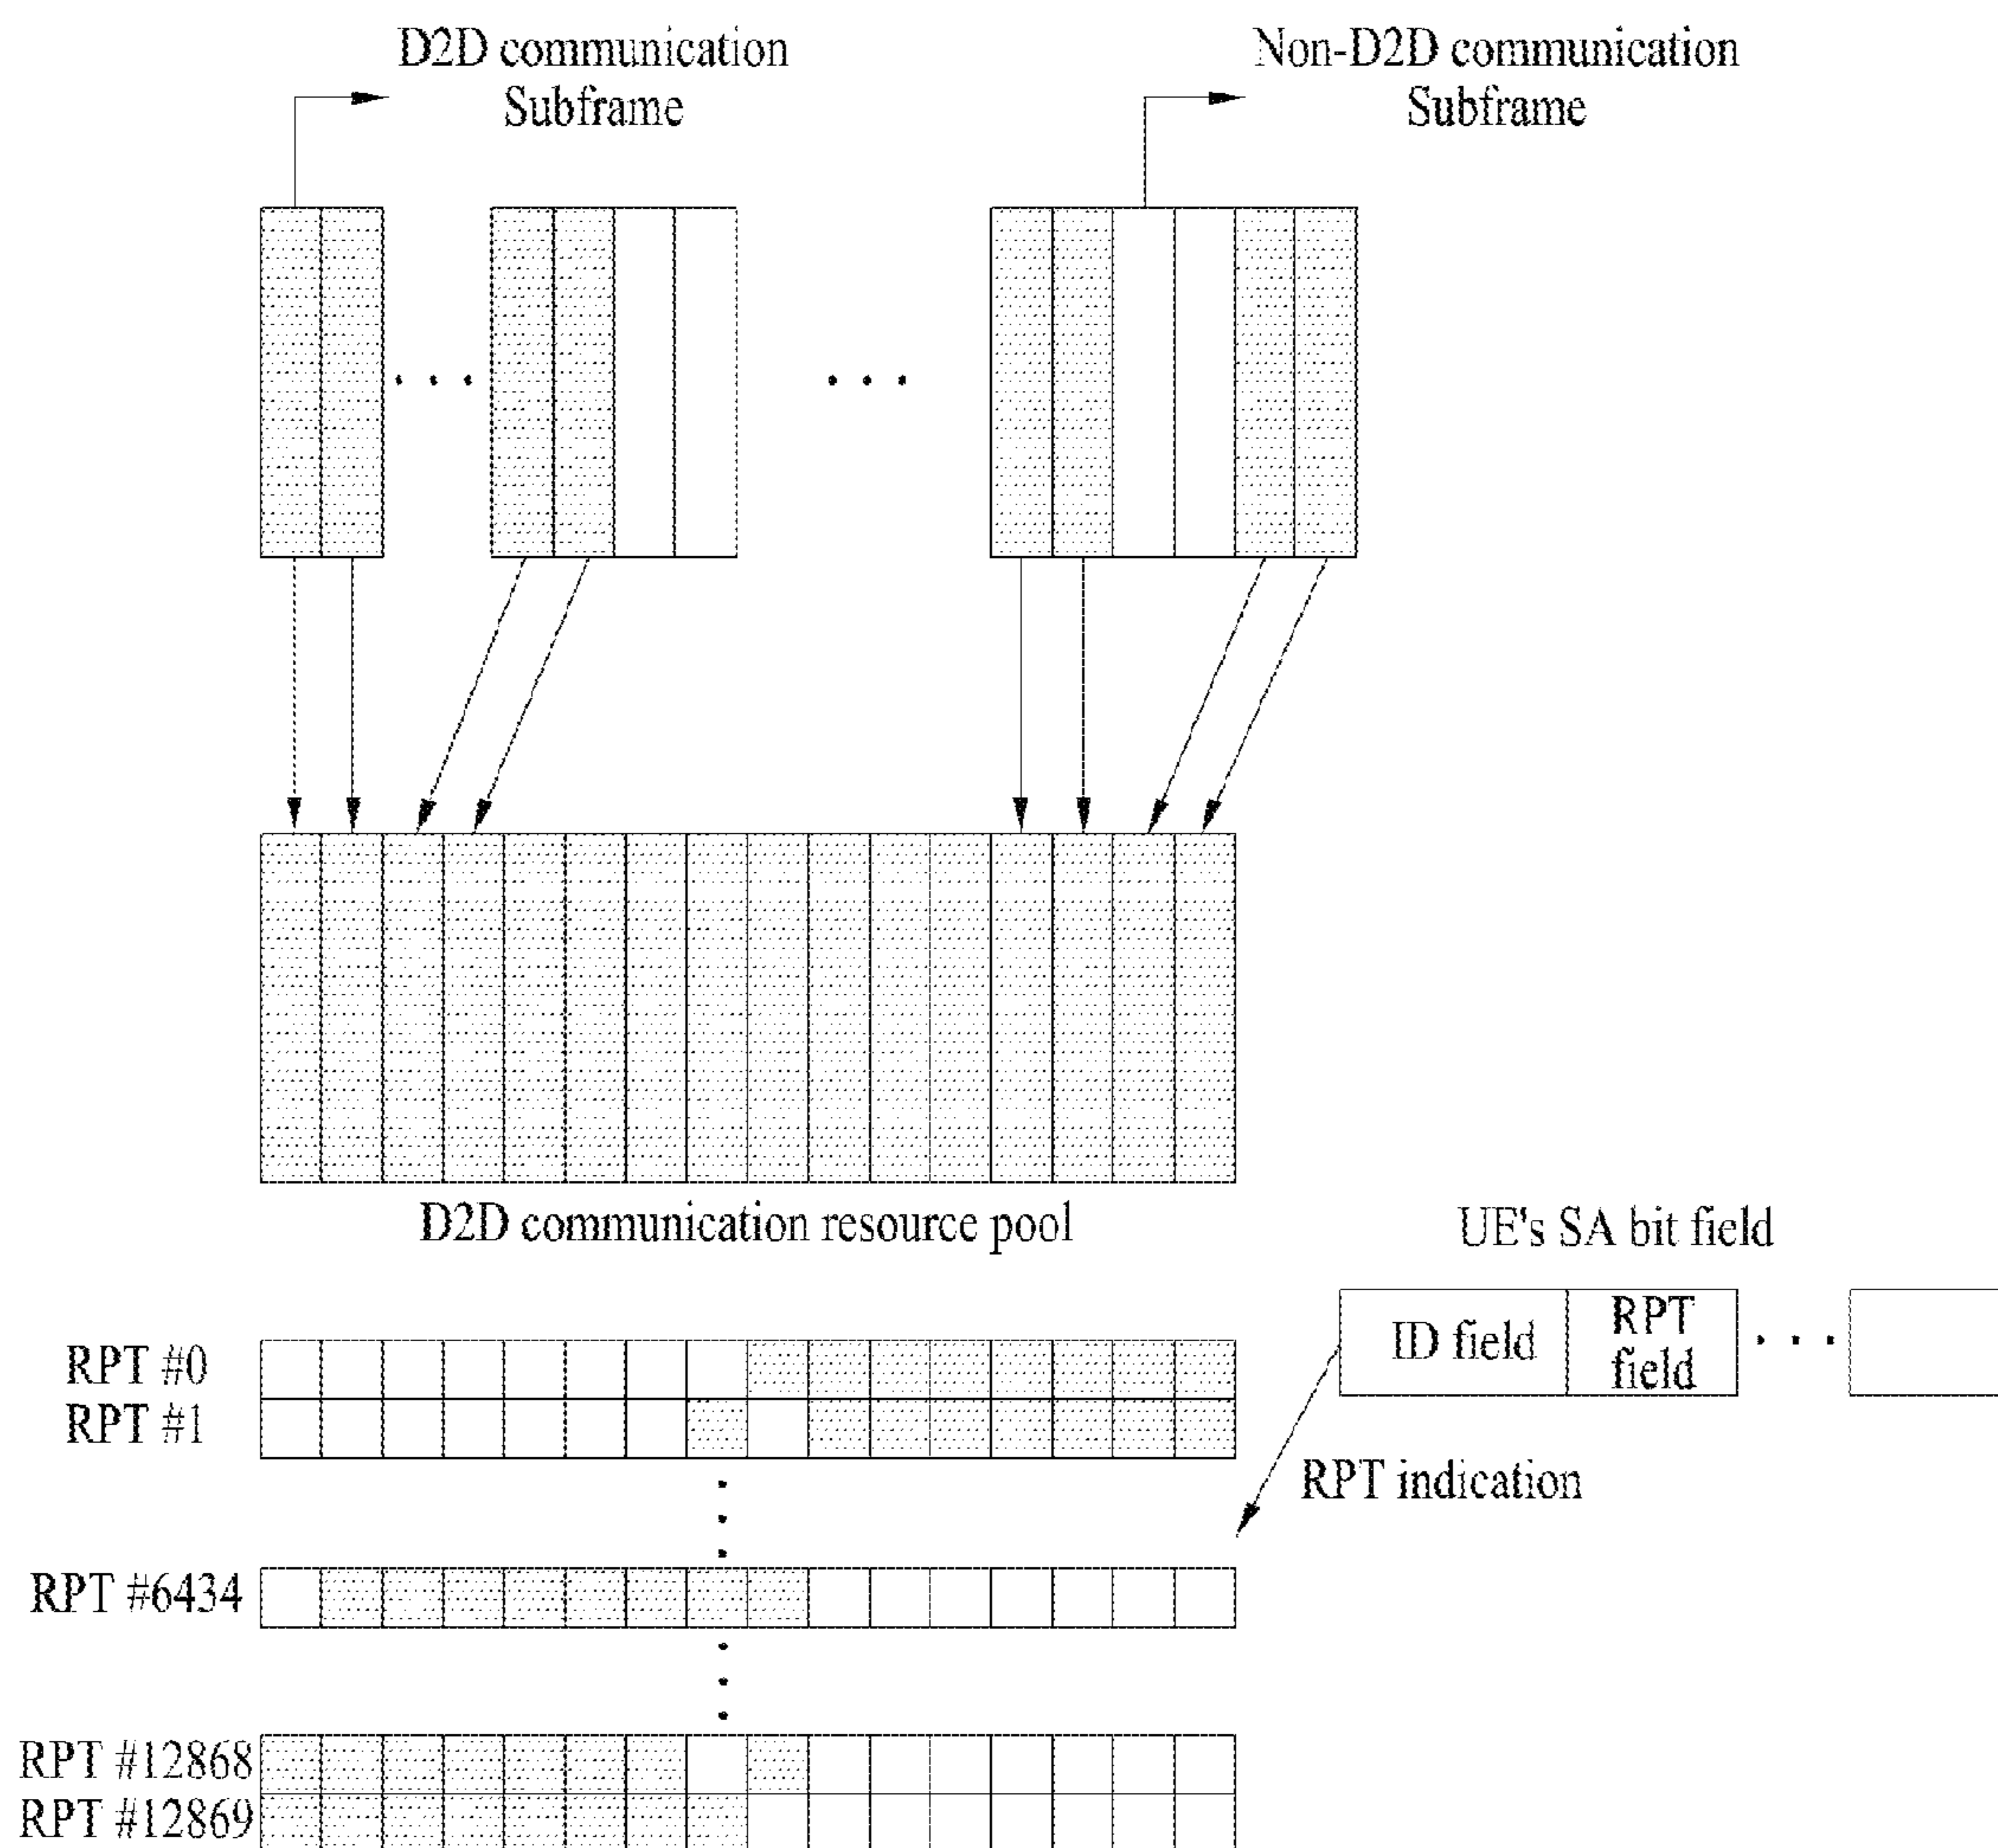 D2D communication
Subframe
Non-D2D communication
Subframe
D2D communication resource pool
UE's SA bit field
ID field
RPT
field
RPT #0
RPT #1
RPT indication
RPT #6434
RPT #12868
RPT #12869